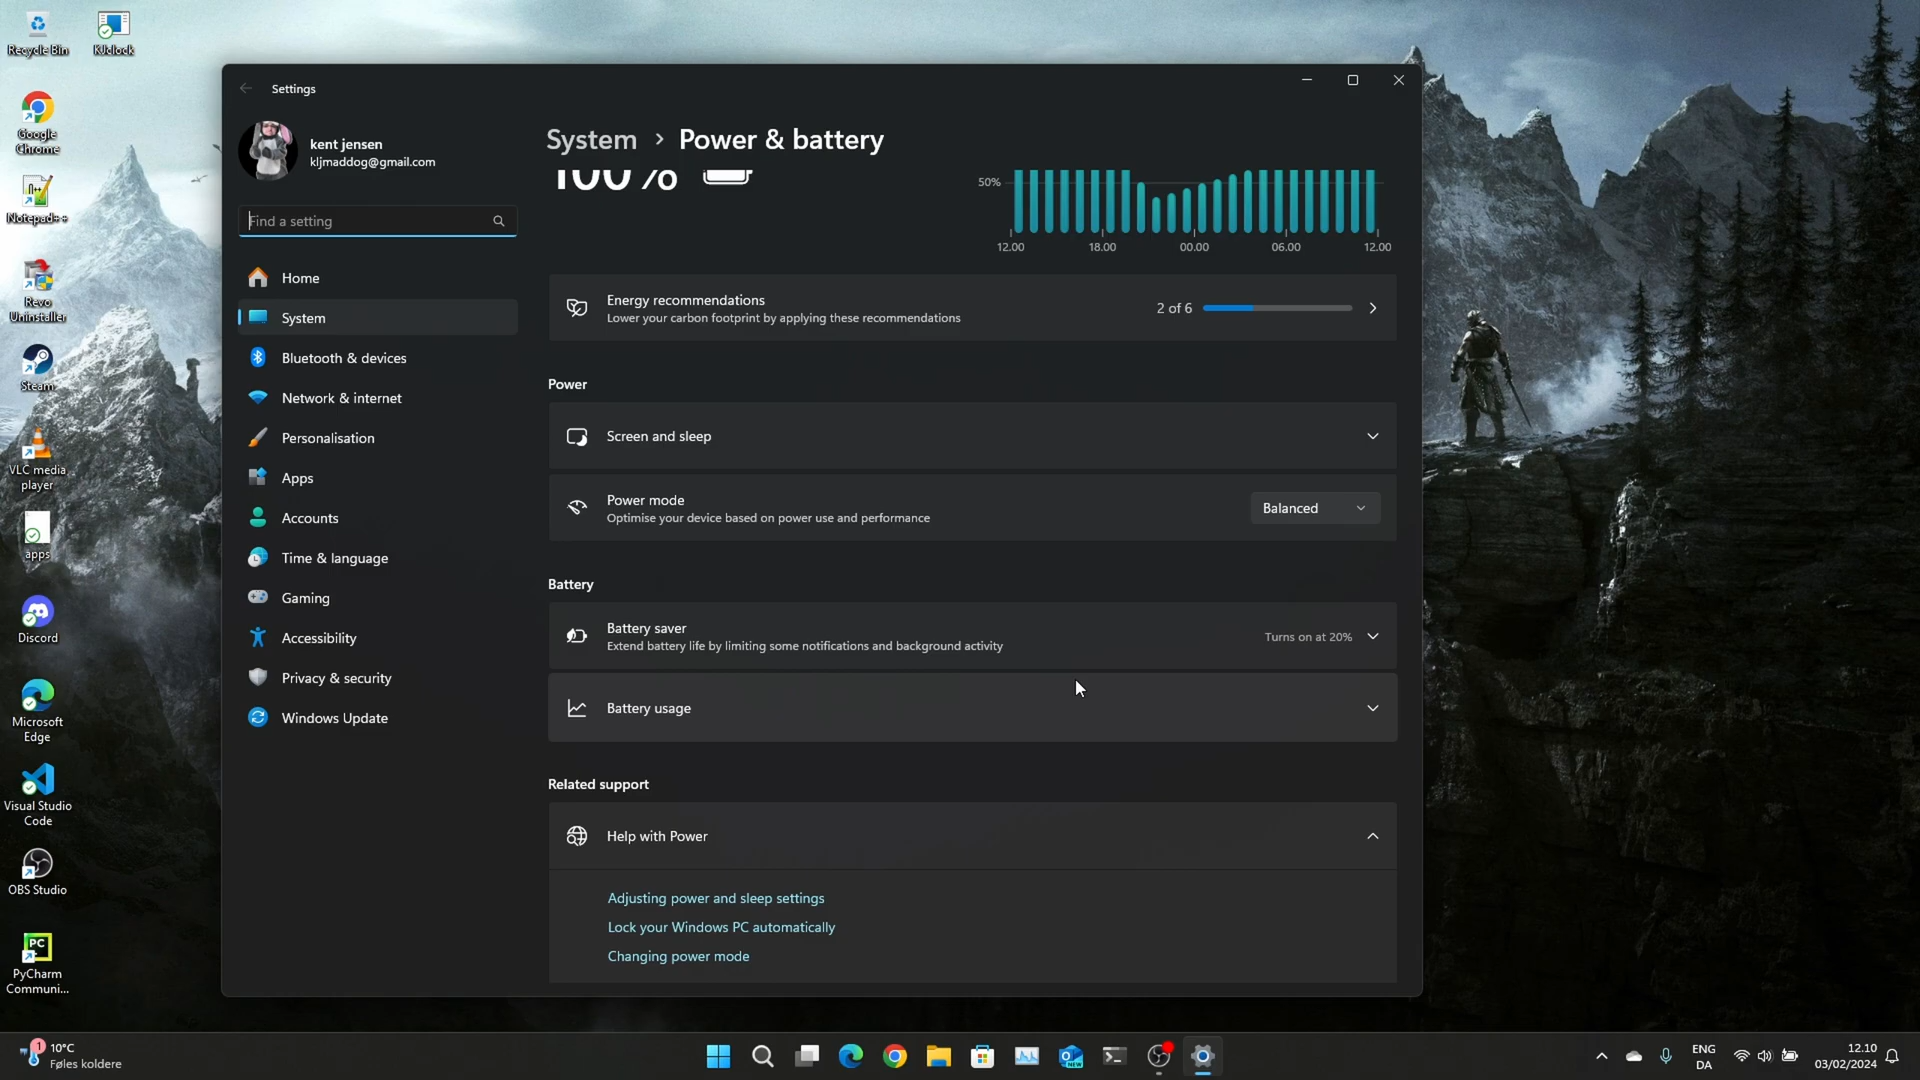 Recycle Bin
KJclock
Google
Chrome
Notepad++
Revo
Uninstaller
Steam
VLC media
player
apps
Discord
Microsoft
Edge
Visual Studio
Code
OBS Studio
PyCharm
Communi...
Settings
kent jensen
kljmaddog@gmail.com
Find a setting
Home
System
Bluetooth & devices
Network & internet
Personalisation
Apps
Accounts
Time & language
Gaming
Accessibility
Privacy & security
Windows Update
System > Power & battery
100%
50%
12.00 18.00 00.00 06.00 12.00
Energy recommendations
Lower your carbon footprint by applying these recommendations
2 of 6
Power
Screen and sleep
Power mode
Optimise your device based on power use and performance
Balanced
Battery
Battery saver
Extend battery life by limiting some notifications and background activity
Turns on at 20%
Battery usage
Related support
Help with Power
Adjusting power and sleep settings
Lock your Windows PC automatically
Changing power mode
1
10°C
Føles koldere
NEW
ENG
DA
12.10
03/02/2024